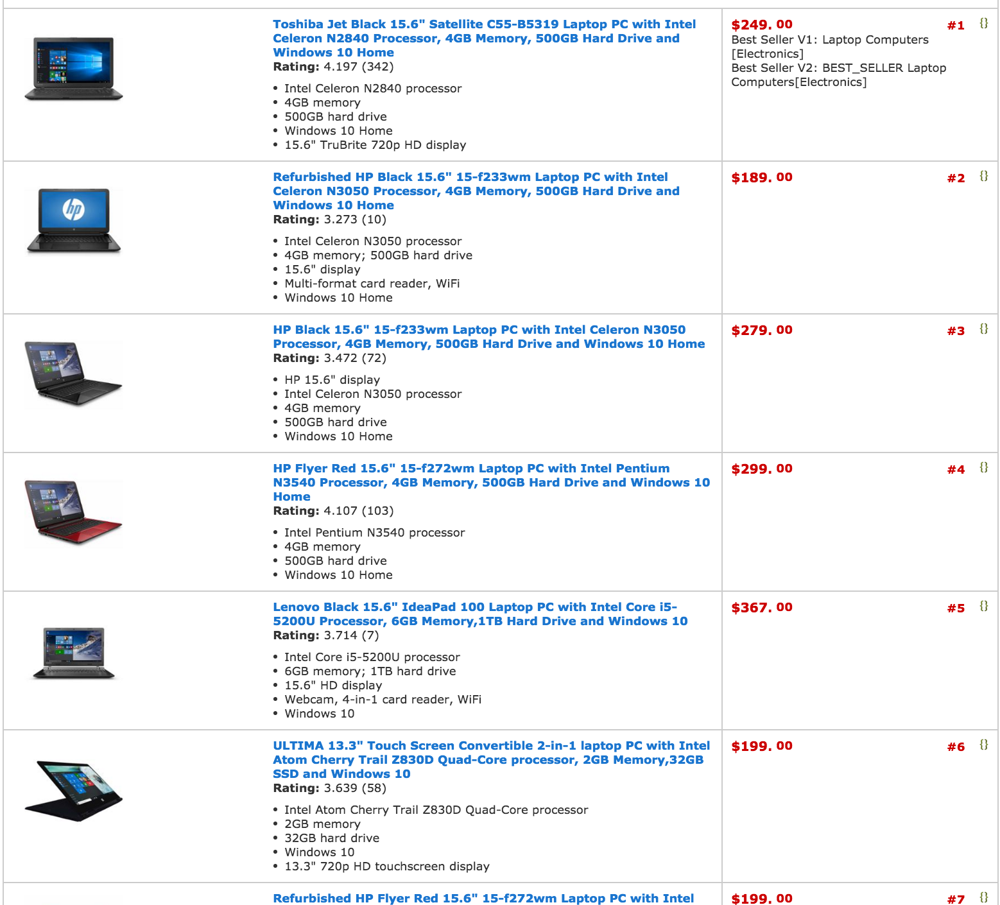 Toshiba Jet Black 15.6" Satellite C55-B5319 Laptop PC with Intel
Celeron N2840 Processor, 4GB Memory, 500GB Hard Drive and
Windows 10 Home
Rating: 4.197 (342)
• Intel Celeron N2840 processor
• 4GB memory
• 500GB hard drive
• Windows 10 Home
• 15.6" TruBrite 720p HD display
$249. 00
#1 {}
Best Seller V1: Laptop Computers
[Electronics]
Best Seller V2: BEST_SELLER Laptop
Computers[Electronics]
hp
Refurbished HP Black 15.6" 15-f233wm Laptop PC with Intel
Celeron N3050 Processor, 4GB Memory, 500GB Hard Drive and
Windows 10 Home
Rating: 3.273 (10)
• Intel Celeron N3050 processor
• 4GB memory; 500GB hard drive
• 15.6" display
• Multi-format card reader, WiFi
• Windows 10 Home
$189. 00
#2 {}
HP Black 15.6" 15-f233wm Laptop PC with Intel Celeron N3050
Processor, 4GB Memory, 500GB Hard Drive and Windows 10 Home
Rating: 3.472 (72)
• HP 15.6" display
• Intel Celeron N3050 processor
• 4GB memory
• 500GB hard drive
• Windows 10 Home
$279. 00
#3 {}
HP Flyer Red 15.6" 15-f272wm Laptop PC with Intel Pentium
N3540 Processor, 4GB Memory, 500GB Hard Drive and Windows 10
Home
Rating: 4.107 (103)
• Intel Pentium N3540 processor
• 4GB memory
• 500GB hard drive
• Windows 10 Home
$299. 00
#4 {}
Lenovo Black 15.6" IdeaPad 100 Laptop PC with Intel Core i5-
5200U Processor, 6GB Memory,1TB Hard Drive and Windows 10
Rating: 3.714 (7)
• Intel Core i5-5200U processor
• 6GB memory; 1TB hard drive
• 15.6" HD display
• Webcam, 4-in-1 card reader, WiFi
• Windows 10
$367. 00
#5 {}
ULTIMA 13.3" Touch Screen Convertible 2-in-1 laptop PC with Intel
Atom Cherry Trail Z830D Quad-Core processor, 2GB Memory,32GB
SSD and Windows 10
Rating: 3.639 (58)
• Intel Atom Cherry Trail Z830D Quad-Core processor
• 2GB memory
• 32GB hard drive
• Windows 10
• 13.3" 720p HD touchscreen display
$199. 00
#6 {}
Refurbished HP Flyer Red 15.6" 15-f272wm Laptop PC with Intel
$199. 00
#7 {}